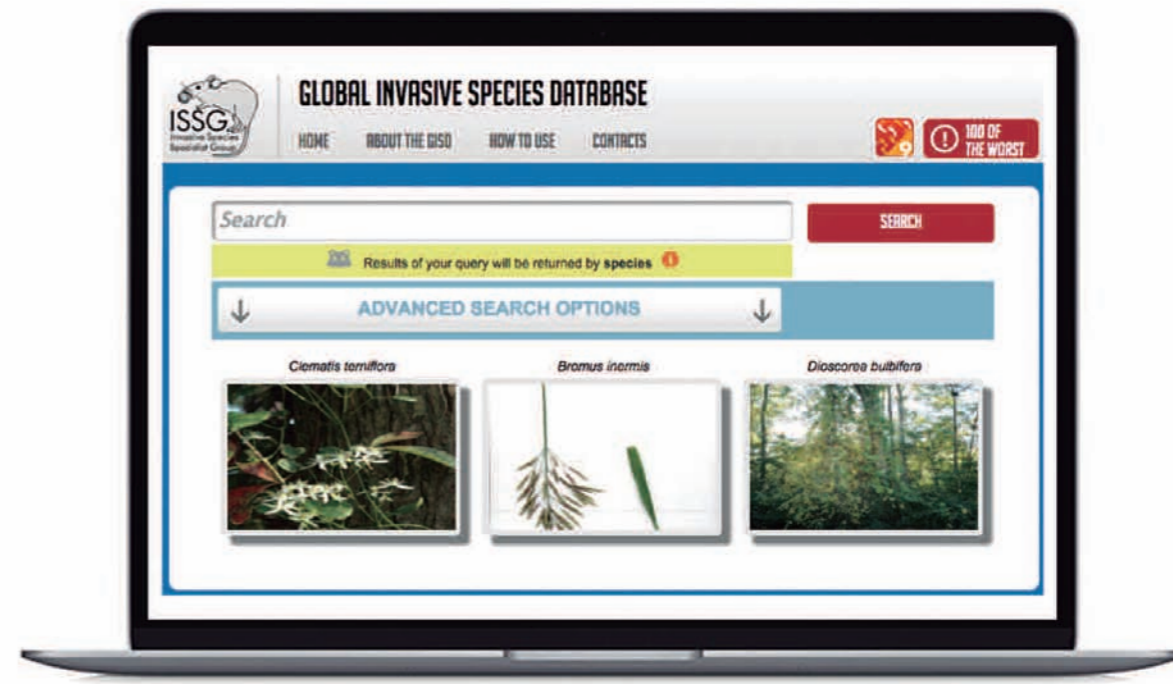 GLOBAL INVASIVE SPECIES DATABASE
ISSG
Invasive Species
Specialist Group
HOME ABOUT THE GISD HOW TO USE CONTACTS
100 OF
THE WORST
Search
SEARCH
Results of your query will be returned by species
ADVANCED SEARCH OPTIONS
Clematis terniflora Bromus inermis Dioscorea bulbifera